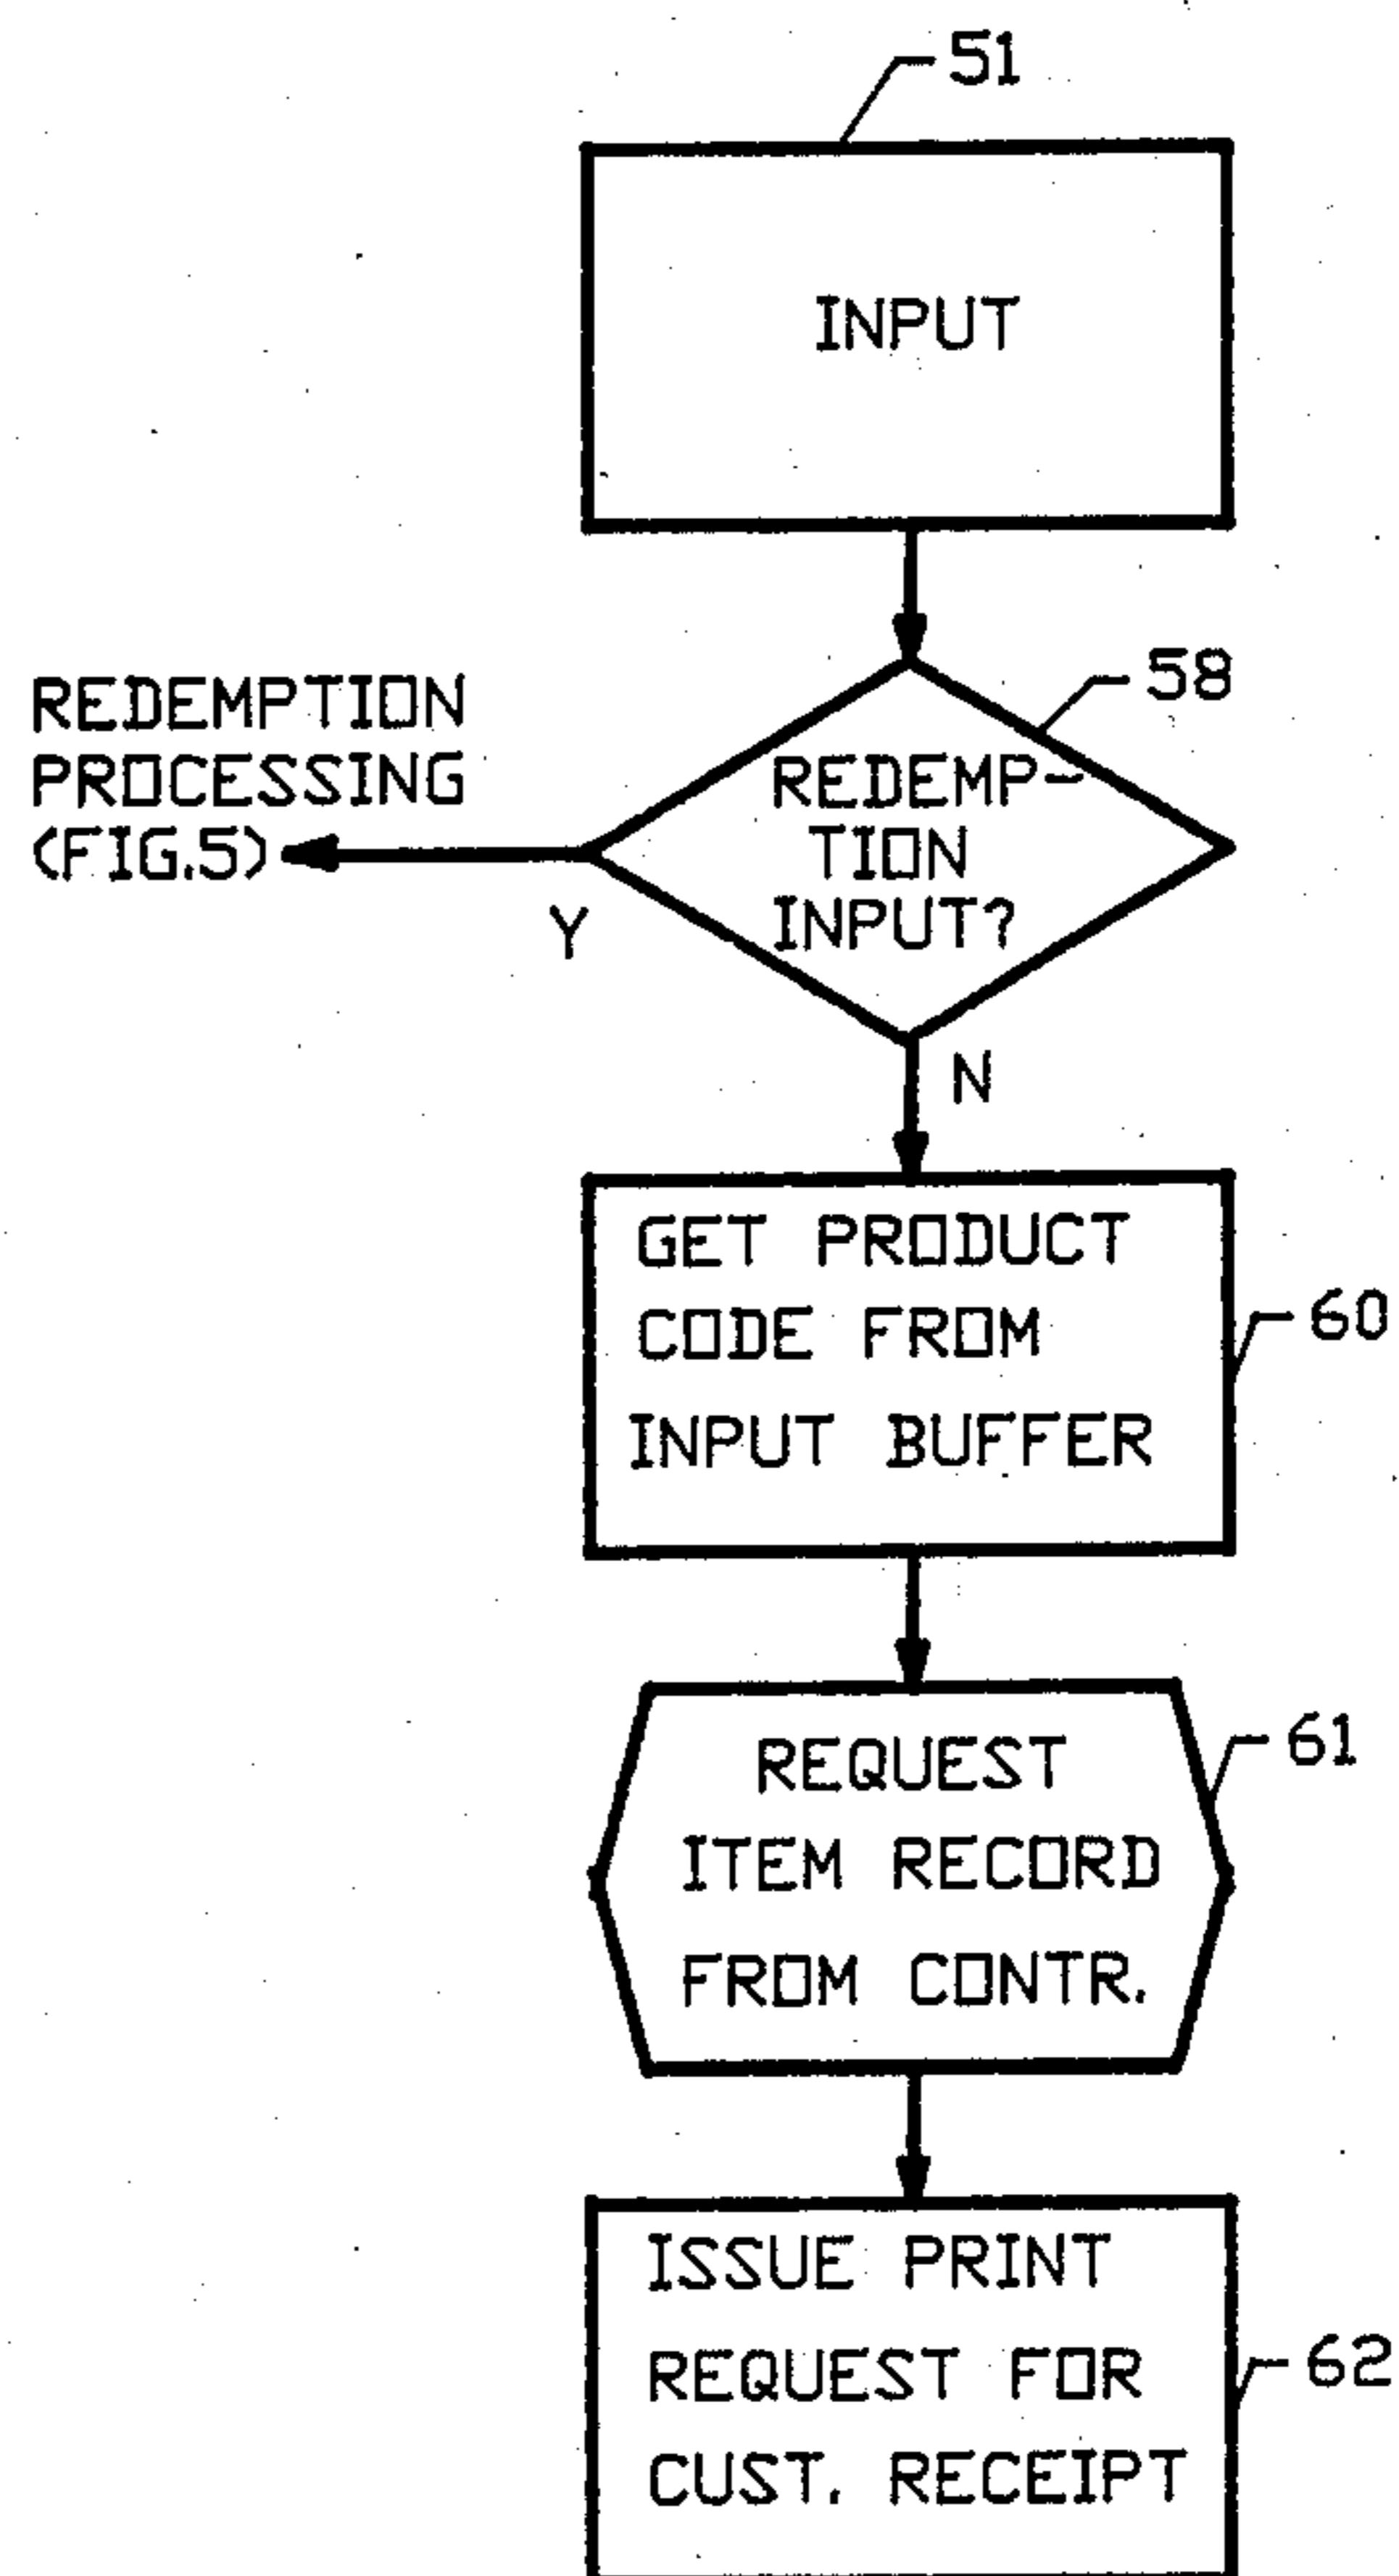 51
INPUT
58
REDEMPTION
PROCESSING
(FIG.5)
REDEMP-
TION
INPUT?
Y
N
GET PRODUCT
CODE FROM
INPUT BUFFER
60
REQUEST
ITEM RECORD
FROM CONTR.
61
ISSUE PRINT
REQUEST FOR
CUST. RECEIPT
62